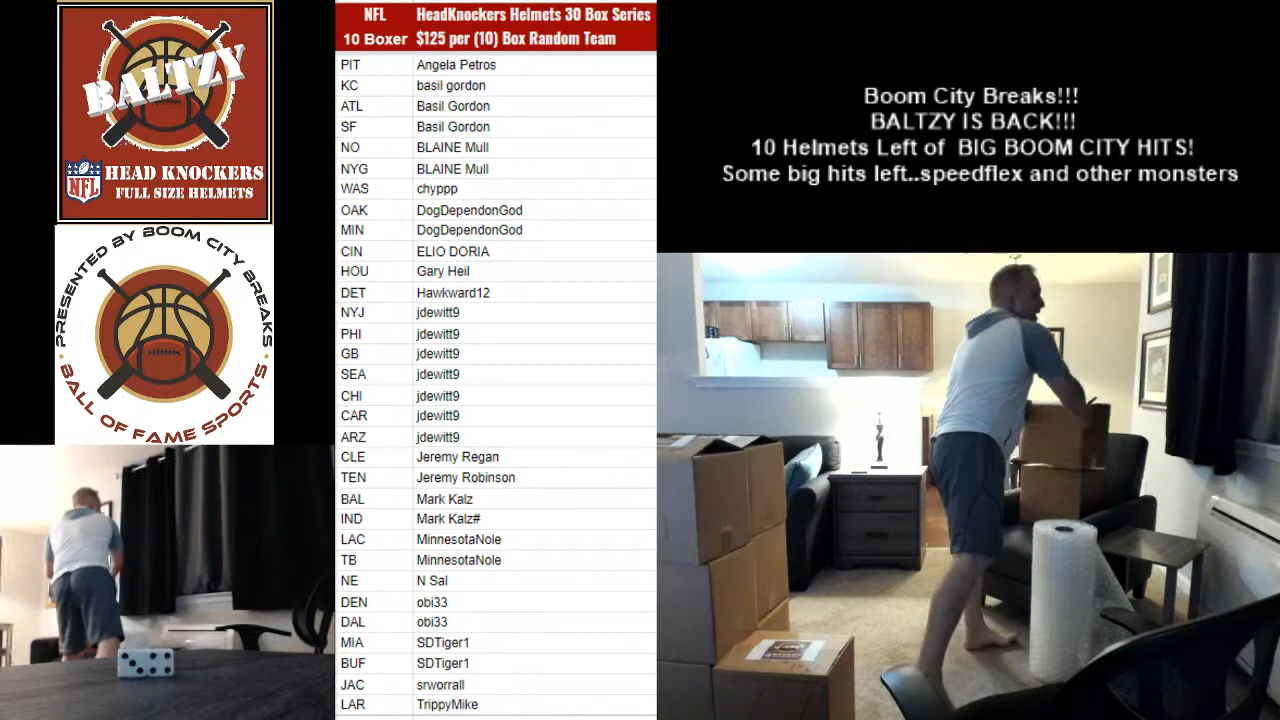 BALTZY
NFL
HEAD KNOCKERS
FULL SIZE HELMETS
PRESENTED BY BOOM CITY BREAKS
BALL OF FAME SPORTS
NFL HeadKnockers Helmets 30 Box Series
10 Boxer $125 per (10) Box Random Team
PIT Angela Petros
KC basil gordon
ATL Basil Gordon
SF Basil Gordon
NO BLAINE Mull
NYG BLAINE Mull
WAS chyppp
OAK DogDependonGod
MIN DogDependonGod
CIN ELIO DORIA
HOU Gary Heil
DET Hawkward12
NYJ jdewitt9
PHI jdewitt9
GB jdewitt9
SEA jdewitt9
CHI jdewitt9
CAR jdewitt9
ARZ jdewitt9
CLE Jeremy Regan
TEN Jeremy Robinson
BAL Mark Kalz
IND Mark Kalz#
LAC MinnesotaNole
TB MinnesotaNole
NE N Sal
DEN obi33
DAL obi33
MIA SDTiger1
BUF SDTiger1
JAC srworrall
LAR TrippyMike
Boom City Breaks!!!
BALTZY IS BACK!!!
10 Helmets Left of BIG BOOM CITY HITS!
Some big hits left..speedflex and other monsters